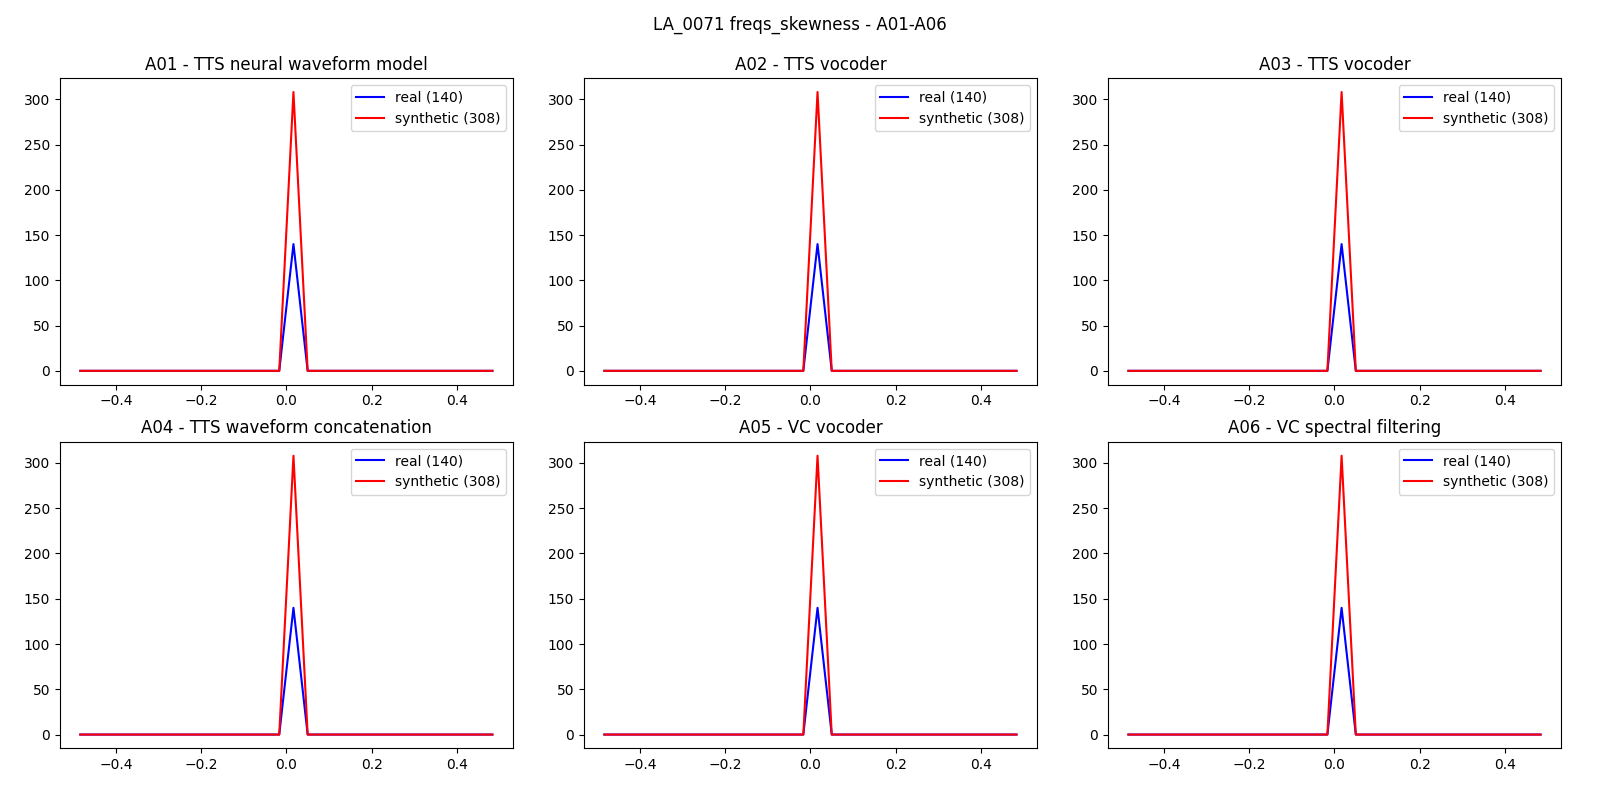 LA_0071 freqs_skewness - A01-A06
A01 - TTS neural waveform model
real (140)
synthetic (308)
300
250
200
150
100
50
0
−0.4 −0.2 0.0 0.2 0.4
A02 - TTS vocoder
real (140)
synthetic (308)
300
250
200
150
100
50
0
−0.4 −0.2 0.0 0.2 0.4
A03 - TTS vocoder
real (140)
synthetic (308)
300
250
200
150
100
50
0
−0.4 −0.2 0.0 0.2 0.4
A04 - TTS waveform concatenation
real (140)
synthetic (308)
300
250
200
150
100
50
0
−0.4 −0.2 0.0 0.2 0.4
A05 - VC vocoder
real (140)
synthetic (308)
300
250
200
150
100
50
0
−0.4 −0.2 0.0 0.2 0.4
A06 - VC spectral filtering
real (140)
synthetic (308)
300
250
200
150
100
50
0
−0.4 −0.2 0.0 0.2 0.4